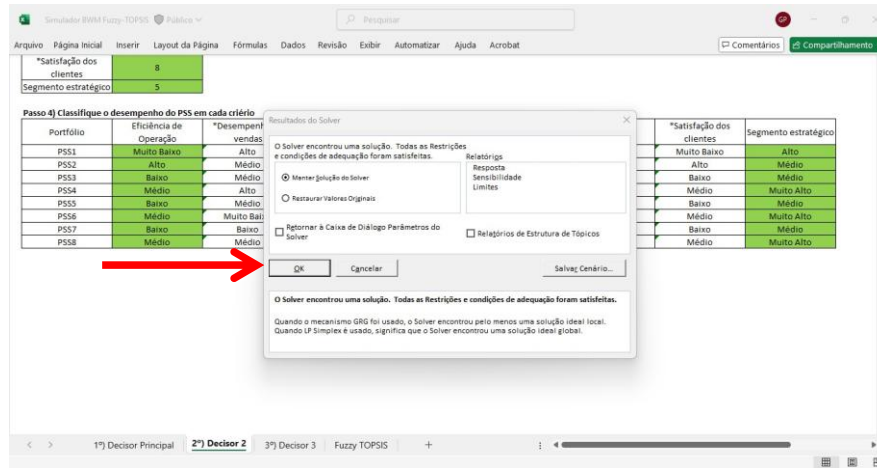 Simulador BWM Fuzzy-TOPSIS Público
Pesquisar
GP
Arquivo Página Inicial Inserir Layout da Página Fórmulas Dados Revisão Exibir Automatizar Ajuda Acrobat
Comentários Compartilhamento
*Satisfação dos clientes 8
Segmento estratégico 5
Passo 4) Classifique o desempenho do PSS em cada criério
Portfólio Eficiência de Operação vendas *Satisfação dos clientes Segmento estratégico
PSS1 Muito Baixo Alto Muito Baixo Alto
PSS2 Alto Médio Alto Médio
PSS3 Baixo Médio Baixo Médio
PSS4 Médio Alto Médio Muito Alto
PSS5 Baixo Médio Baixo Médio
PSS6 Médio Muito Médio Muito Alto
PSS7 Baixo Baixo Baixo Médio
PSS8 Médio Médio Médio Muito Alto
Resultados do Solver
O Solver encontrou uma solução. Todas as Restrições
e condições de adequação foram satisfeitas.
Relatórios
Resposta
Sensibilidade
Limites
Manter Solução do Solver
Restaurar Valores Originais
Retornar à Caixa de Diálogo Parâmetros do
Solver
Relatórios de Estrutura de Tópicos
OK Cancelar Salvar Cenário...
O Solver encontrou uma solução. Todas as Restrições e condições de adequação foram satisfeitas.
Quando o mecanismo GRG foi usado, o Solver encontrou pelo menos uma solução ideal local.
Quando LP Simplex é usado, significa que o Solver encontrou uma solução ideal global.
1º) Decisor Principal 2º) Decisor 2 3º) Decisor 3 Fuzzy TOPSIS